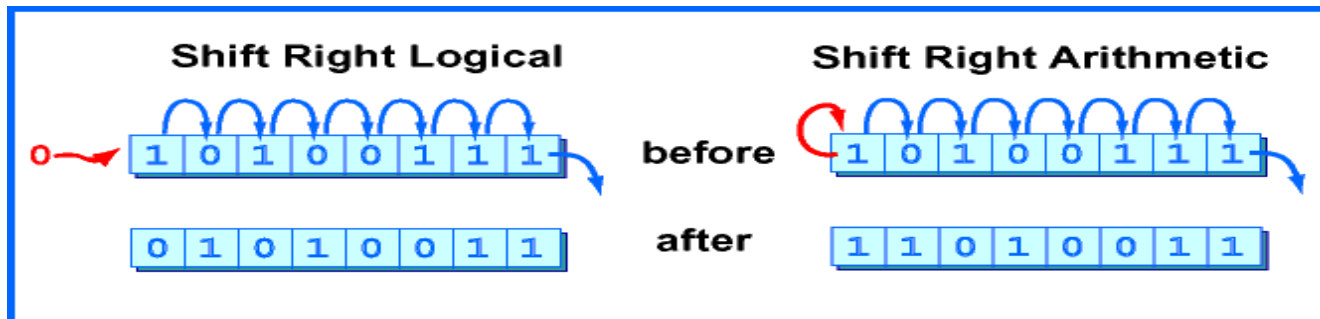 Shift Right Logical Shift Right Arithmetic
0 1 0 1 0 0 1 1 1 before 1 0 1 0 0 1 1 1
0 1 0 1 0 0 1 1 after 1 1 0 1 0 0 1 1